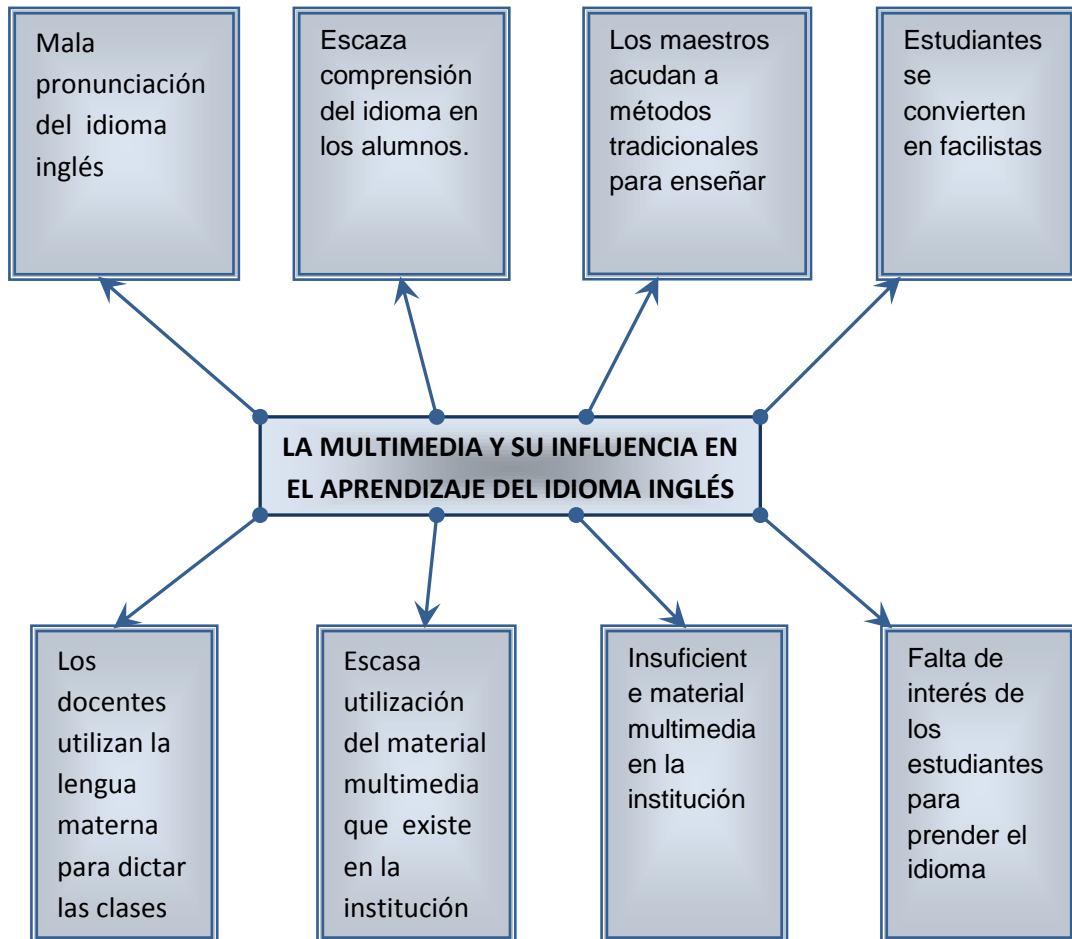 Mala
pronunciación
del idioma
inglés
Escaza
comprensión
del idioma en
los alumnos.
Los maestros
acudan a
métodos
tradicionales
para enseñar
Estudiantes
se
convierten
en facilistas
LA MULTIMEDIA Y SU INFLUENCIA EN
EL APRENDIZAJE DEL IDIOMA INGLÉS
Los
docentes
utilizan la
lengua
materna
para dictar
las clases
Escasa
utilización
del material
multimedia
que existe
en la
institución
Insuficient
e material
multimedia
en la
institución
Falta de
interés de
los
estudiantes
para
prender el
idioma